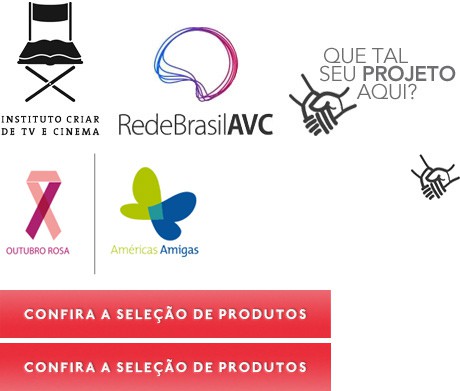 INSTITUTO CRIAR
DE TV E CINEMA
RedeBrasilAVC
QUE TAL
SEU PROJETO
AQUI?
OUTUBRO ROSA
Américas Amigas
CONFIRA A SELEÇÃO DE PRODUTOS
CONFIRA A SELEÇÃO DE PRODUTOS